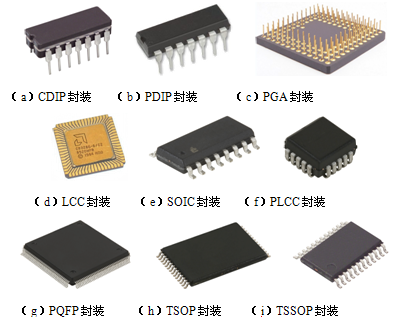 （a）CDIP封装
（b）PDIP封装
（c）PGA封装
（d）LCC封装
（e）SOIC封装
（f）PLCC封装
（g）PQFP封装
（h）TSOP封装
（i）TSSOP封装